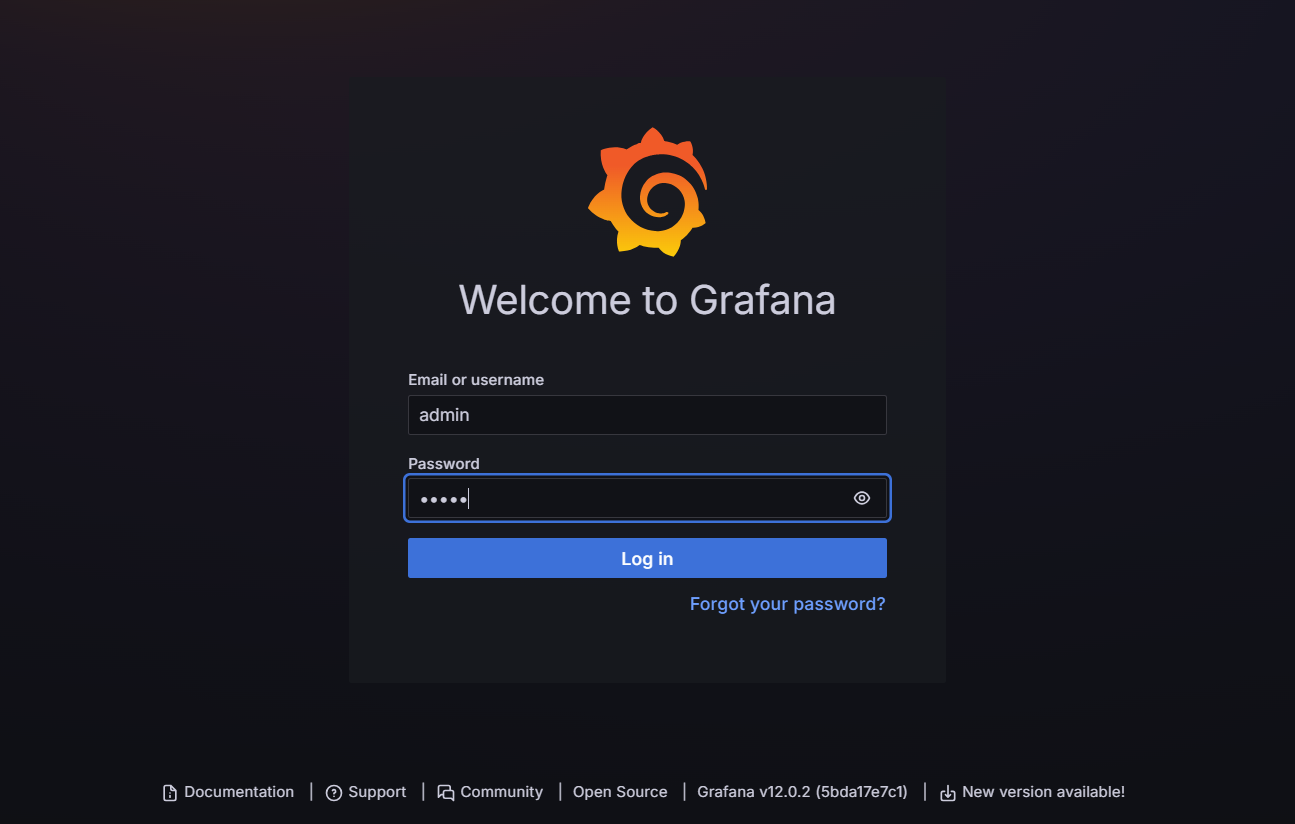 Welcome to Grafana
Email or username
admin
Password
•••••
Log in
Forgot your password?
Documentation | Support | Community | Open Source | Grafana v12.0.2 (5bda17e7c1) | New version available!